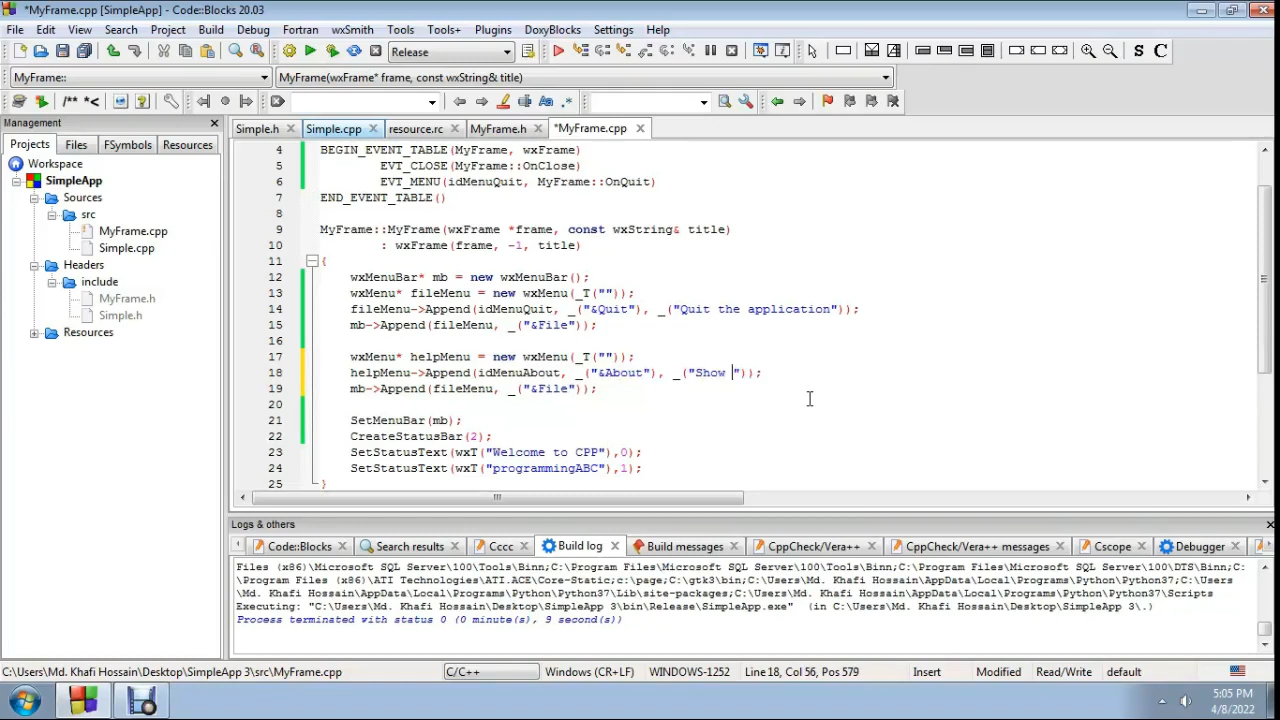 *MyFrame.cpp [SimpleApp] - Code::Blocks 20.03
File Edit View Search Project Build Debug Fortran wxSmith Tools Tools+ Plugins DoxyBlocks Settings Help
Release
MyFrame:: MyFrame(wxFrame* frame, const wxString& title)
/** *<
Management
Projects Files FSymbols Resources
Workspace
SimpleApp
Sources
src
MyFrame.cpp
Simple.cpp
Headers
include
MyFrame.h
Simple.h
Resources
Simple.h Simple.cpp resource.rc MyFrame.h *MyFrame.cpp
4 BEGIN_EVENT_TABLE(MyFrame, wxFrame)
5 EVT_CLOSE(MyFrame::OnClose)
6 EVT_MENU(idMenuQuit, MyFrame::OnQuit)
7 END_EVENT_TABLE()
8
9 MyFrame::MyFrame(wxFrame *frame, const wxString& title)
10 : wxFrame(frame, -1, title)
11 {
12 wxMenuBar* mb = new wxMenuBar();
13 wxMenu* fileMenu = new wxMenu(_T(""));
14 fileMenu->Append(idMenuQuit, _("&Quit"), _("Quit the application"));
15 mb->Append(fileMenu, _("&File"));
16
17 wxMenu* helpMenu = new wxMenu(_T(""));
18 helpMenu->Append(idMenuAbout, _("&About"), _("Show "));
19 mb->Append(fileMenu, _("&File"));
20
21 SetMenuBar(mb);
22 CreateStatusBar(2);
23 SetStatusText(wxT("Welcome to CPP"),0);
24 SetStatusText(wxT("programmingABC"),1);
25 }
Logs & others
Code::Blocks Search results Cccc Build log Build messages CppCheck/Vera++ CppCheck/Vera++ messages Cscope Debugger
Files (x86)\Microsoft SQL Server\100\Tools\Binn;C:\Program Files\Microsoft SQL Server\100\Tools\Binn;C:\Program Files\Microsoft SQL Server\100\DTS\Binn;C:
\Program Files (x86)\ATI Technologies\ATI.ACE\Core-Static;c:\page;C:\gtk3\bin;C:\Users\Md. Khafi Hossain\AppData\Local\Programs\Python\Python37;C:\Users
\Md. Khafi Hossain\AppData\Local\Programs\Python\Python37\Lib\site-packages;C:\Users\Md. Khafi Hossain\AppData\Local\Programs\Python\Python37\Scripts
Executing: "C:\Users\Md. Khafi Hossain\Desktop\SimpleApp 3\bin\Release\SimpleApp.exe" (in C:\Users\Md. Khafi Hossain\Desktop\SimpleApp 3\.)
Process terminated with status 0 (0 minute(s), 9 second(s))
C:\Users\Md. Khafi Hossain\Desktop\SimpleApp 3\src\MyFrame.cpp C/C++ Windows (CR+LF) WINDOWS-1252 Line 18, Col 56, Pos 579 Insert Modified Read/Write default
5:05 PM
4/8/2022